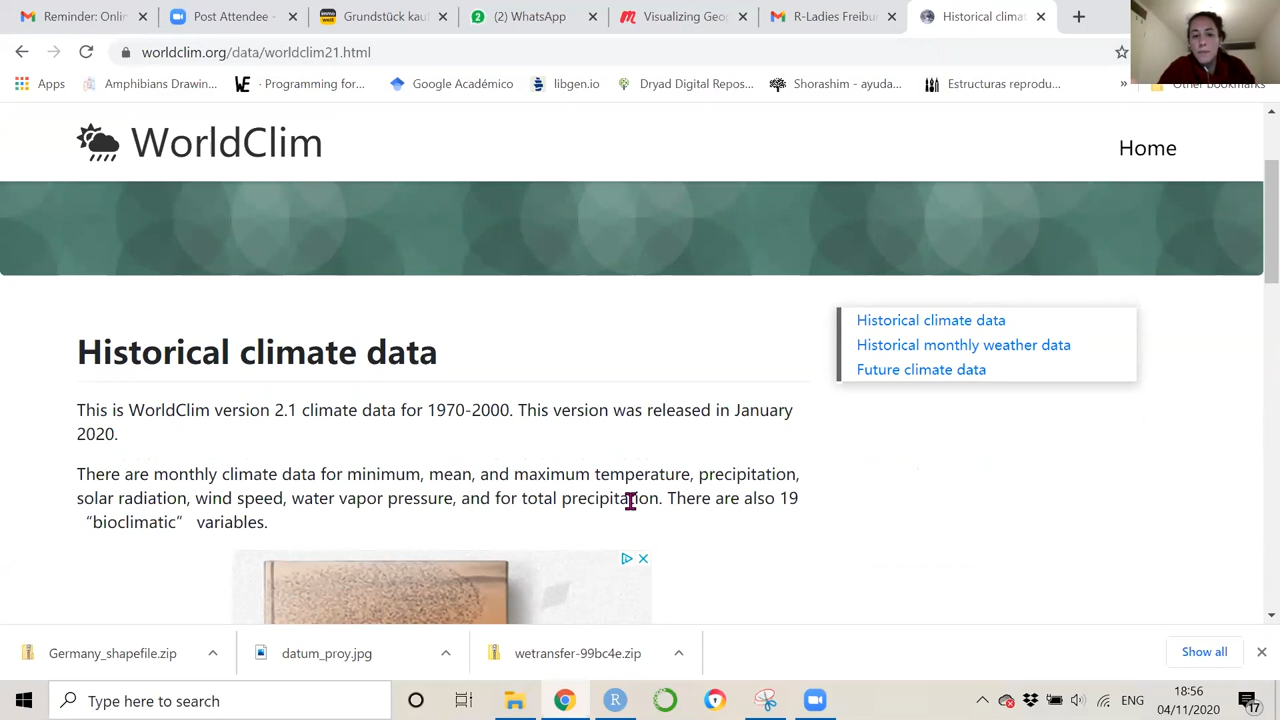 Reminder: Onlin
Post Attendee -
Grundstück kau
(2) WhatsApp
Visualizing Geog
R-Ladies Freibu
Historical clima
worldclim.org/data/worldclim21.html
Apps
Amphibians Drawin...
· Programming for...
Google Académico
libgen.io
Dryad Digital Repos...
Shorashim - ayuda...
Estructuras reprodu...
»
Other bookmarks
WorldClim
Home
Historical climate data
Historical monthly weather data
Future climate data
Historical climate data
This is WorldClim version 2.1 climate data for 1970-2000. This version was released in January
2020.
There are monthly climate data for minimum, mean, and maximum temperature, precipitation,
solar radiation, wind speed, water vapor pressure, and for total precipitation. There are also 19
“bioclimatic” variables.
Germany_shapefile.zip
datum_proy.jpg
wetransfer-99bc4e.zip
Show all
Type here to search
ENG
18:56
04/11/2020
17